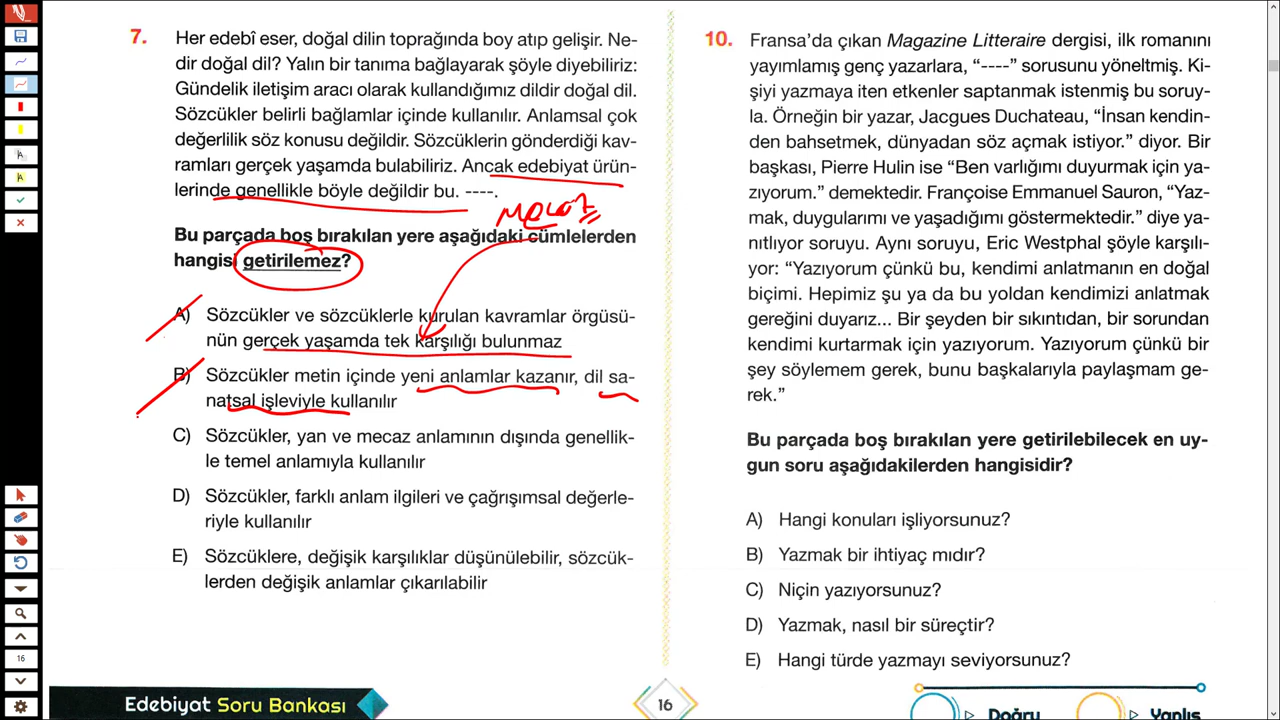 7. Her edebî eser, doğal dilin toprağında boy atıp gelişir. Ne-
dir doğal dil? Yalın bir tanıma bağlayarak şöyle diyebiliriz:
Gündelik iletişim aracı olarak kullandığımız dildir doğal dil.
Sözcükler belirli bağlamlar içinde kullanılır. Anlamsal çok
değerlilik söz konusu değildir. Sözcüklerin gönderdiği kav-
ramları gerçek yaşamda bulabiliriz. Ancak edebiyat ürün-
lerinde genellikle böyle değildir bu. ----.
Mecaz
Bu parçada boş bırakılan yere aşağıdaki cümlelerden
hangisi getirilemez?
A) Sözcükler ve sözcüklerle kurulan kavramlar örgüsü-
nün gerçek yaşamda tek karşılığı bulunmaz
B) Sözcükler metin içinde yeni anlamlar kazanır, dil sa-
natsal işleviyle kullanılır
C) Sözcükler, yan ve mecaz anlamının dışında genellik-
le temel anlamıyla kullanılır
D) Sözcükler, farklı anlam ilgileri ve çağrışımsal değerle-
riyle kullanılır
E) Sözcüklere, değişik karşılıklar düşünülebilir, sözcük-
lerden değişik anlamlar çıkarılabilir
10. Fransa’da çıkan Magazine Litteraire dergisi, ilk romanını
yayımlamış genç yazarlara, “----” sorusunu yöneltmiş. Ki-
şiyi yazmaya iten etkenler saptanmak istenmiş bu soruy-
la. Örneğin bir yazar, Jacques Duchateau, “İnsan kendin-
den bahsetmek, dünyadan söz açmak istiyor.” diyor. Bir
başkası, Pierre Hulin ise “Ben varlığımı duyurmak için ya-
zıyorum.” demektedir. Françoise Emmanuel Sauron, “Yaz-
mak, duygularımı ve yaşadığımı göstermektedir.” diye ya-
nıtlıyor soruyu. Aynı soruyu, Eric Westphal şöyle karşılı-
yor: “Yazıyorum çünkü bu, kendimi anlatmanın en doğal
biçimi. Hepimiz şu ya da bu yoldan kendimizi anlatmak
gereğini duyarız... Bir şeyden bir sıkıntıdan, bir sorundan
kendimi kurtarmak için yazıyorum. Yazıyorum çünkü bir
şey söylemem gerek, bunu başkalarıyla paylaşmam ge-
rek.”
Bu parçada boş bırakılan yere getirilebilecek en uy-
gun soru aşağıdakilerden hangisidir?
A) Hangi konuları işliyorsunuz?
B) Yazmak bir ihtiyaç mıdır?
C) Niçin yazıyorsunuz?
D) Yazmak, nasıl bir süreçtir?
E) Hangi türde yazmayı seviyorsunuz?
16
Edebiyat Soru Bankası
16
Doğru
Yanlış